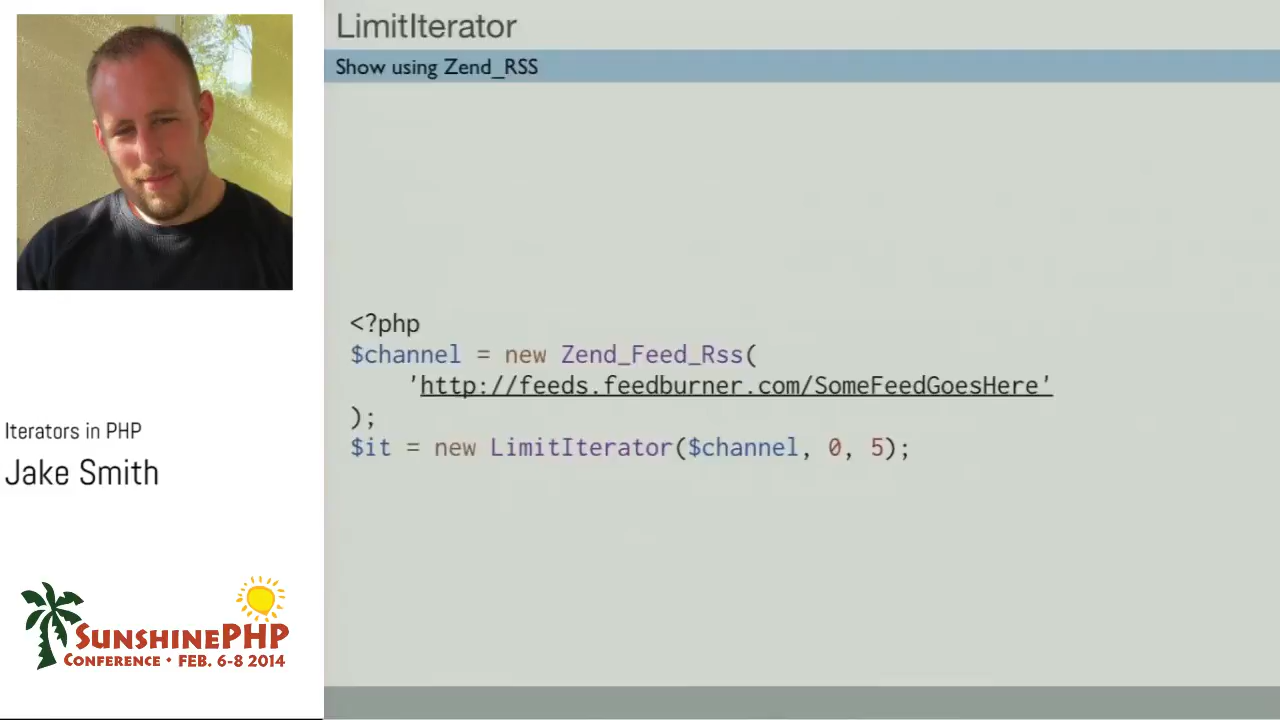 LimitIterator
Show using Zend_RSS
<?php
$channel = new Zend_Feed_Rss(
'http://feeds.feedburner.com/SomeFeedGoesHere'
);
$it = new LimitIterator($channel, 0, 5);
Iterators in PHP
Jake Smith
SUNSHINEPHP
CONFERENCE • FEB. 6-8 2014